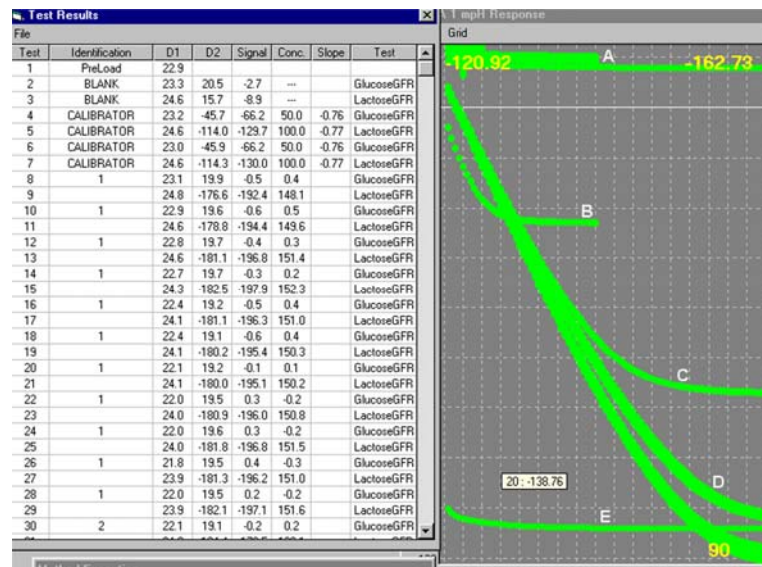 Test Results
File
Test Identification D1 D2 Signal Conc. Slope Test
1 PreLoad 22.9
2 BLANK 23.3 20.5 -2.7 --- GlucoseGFR
3 BLANK 24.6 15.7 -8.9 --- LactoseGFR
4 CALIBRATOR 23.2 -45.7 -66.2 50.0 -0.76 GlucoseGFR
5 CALIBRATOR 24.6 -114.0 -129.7 100.0 -0.77 LactoseGFR
6 CALIBRATOR 23.0 -45.9 -66.2 50.0 -0.76 GlucoseGFR
7 CALIBRATOR 24.6 -114.3 -130.0 100.0 -0.77 LactoseGFR
8 1 23.1 19.9 -0.5 0.4 GlucoseGFR
9 24.8 -176.6 -192.4 148.1 LactoseGFR
10 1 22.9 19.6 -0.6 0.5 GlucoseGFR
11 24.6 -178.8 -194.4 149.6 LactoseGFR
12 1 22.8 19.7 -0.4 0.3 GlucoseGFR
13 24.6 -181.1 -196.8 151.4 LactoseGFR
14 1 22.7 19.7 -0.3 0.2 GlucoseGFR
15 24.3 -182.5 -197.9 152.3 LactoseGFR
16 1 22.4 19.2 -0.5 0.4 GlucoseGFR
17 24.1 -181.1 -196.3 151.0 LactoseGFR
18 1 22.4 19.1 -0.6 0.4 GlucoseGFR
19 24.1 -180.2 -195.4 150.3 LactoseGFR
20 1 22.1 19.2 -0.1 0.1 GlucoseGFR
21 24.1 -180.0 -195.1 150.2 LactoseGFR
22 1 22.0 19.5 0.3 -0.2 GlucoseGFR
23 24.0 -180.9 -196.0 150.8 LactoseGFR
24 1 22.0 19.6 0.3 -0.2 GlucoseGFR
25 24.0 -181.8 -196.8 151.5 LactoseGFR
26 1 21.8 19.5 0.4 -0.3 GlucoseGFR
27 23.9 -181.3 -196.2 151.0 LactoseGFR
28 1 22.0 19.5 0.2 -0.2 GlucoseGFR
29 23.9 -182.1 -197.1 151.6 LactoseGFR
30 2 22.1 19.1 -0.2 0.2 GlucoseGFR
1 mpH Response
Grid
-120.92 A -162.73
B
C
20 : -138.76 D
E
90